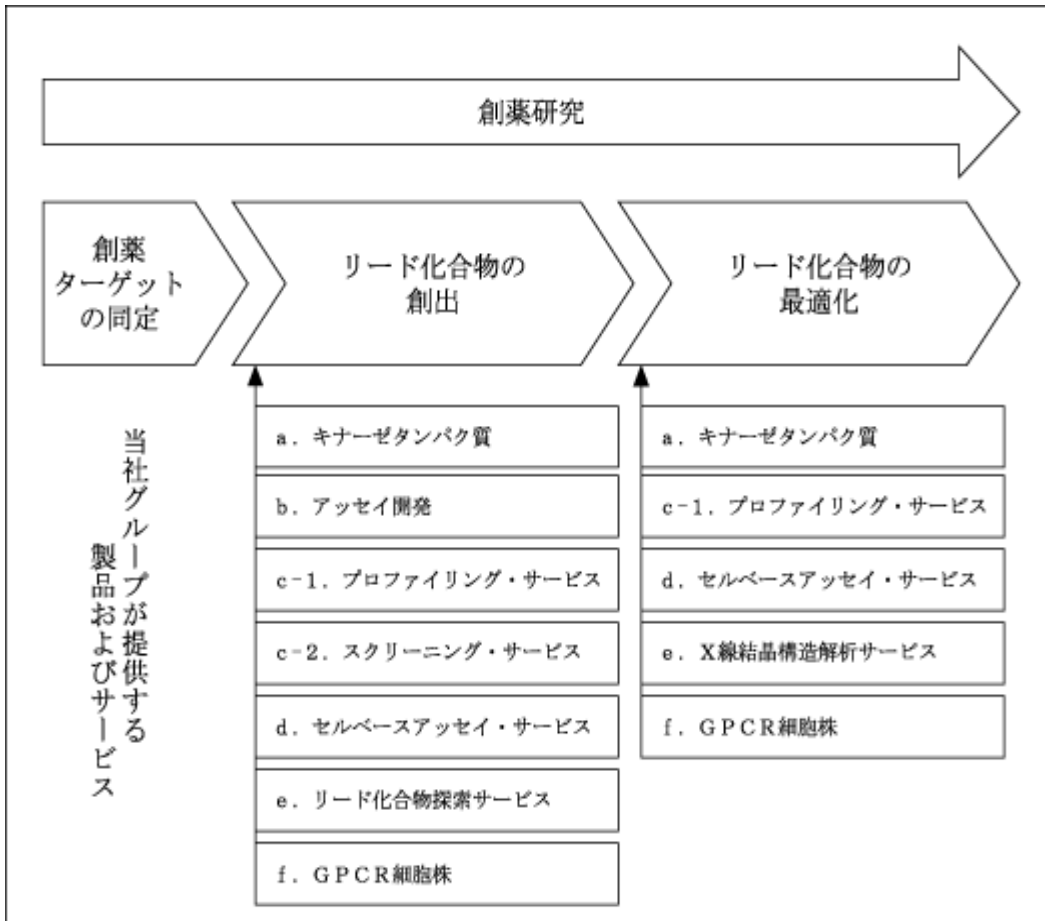 創薬研究
創薬
ターゲット
の同定
リード化合物の
創出
リード化合物の
最適化
当社グループが提供する
製品およびサービス
a．キナーゼタンパク質
b．アッセイ開発
c-1．プロファイリング・サービス
c-2．スクリーニング・サービス
d．セルベースアッセイ・サービス
e．リード化合物探索サービス
f．ＧＰＣＲ細胞株
a．キナーゼタンパク質
c-1．プロファイリング・サービス
d．セルベースアッセイ・サービス
e．Ｘ線結晶構造解析サービス
f．ＧＰＣＲ細胞株